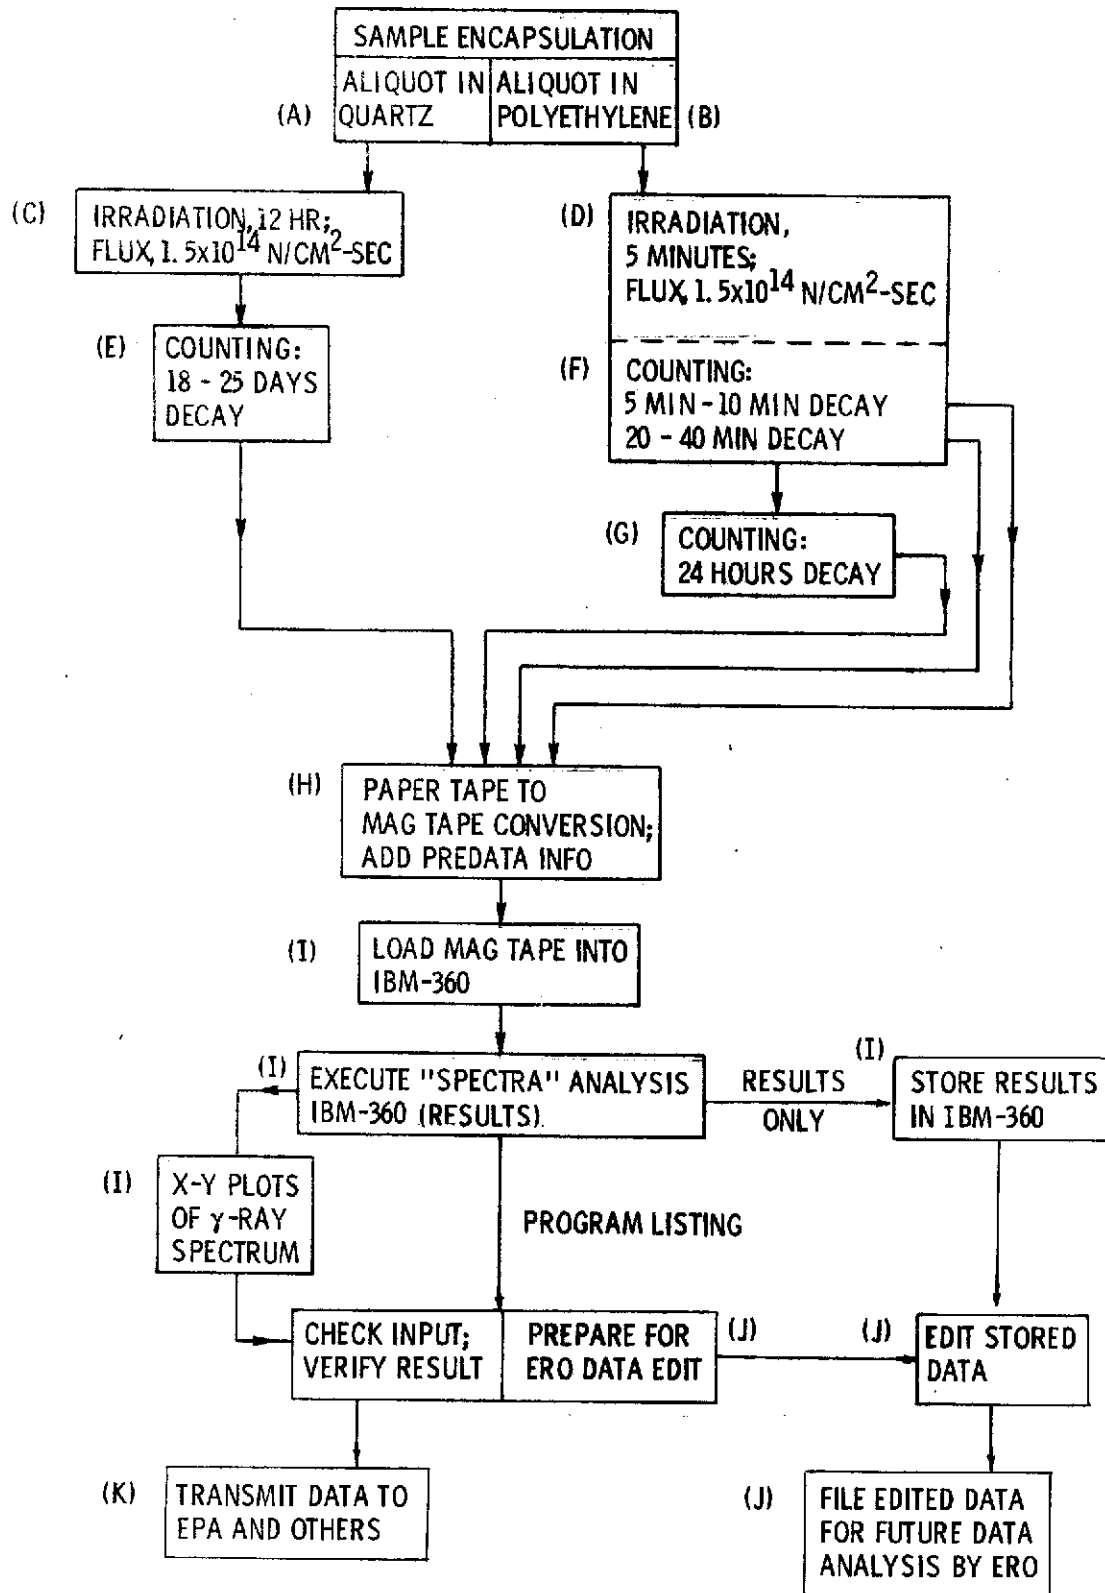 SAMPLE ENCAPSULATION
(A)
ALIQUOT IN
QUARTZ
ALIQUOT IN
POLYETHYLENE
(B)
(C)
IRRADIATION, 12 HR;
FLUX, 1.5x10^14 N/CM^2-SEC
(D)
IRRADIATION,
5 MINUTES;
FLUX, 1.5x10^14 N/CM^2-SEC
(E)
COUNTING:
18 - 25 DAYS
DECAY
(F)
COUNTING:
5 MIN - 10 MIN DECAY
20 - 40 MIN DECAY
(G)
COUNTING:
24 HOURS DECAY
(H)
PAPER TAPE TO
MAG TAPE CONVERSION;
ADD PREDATA INFO
(I)
LOAD MAG TAPE INTO
IBM-360
(I)
EXECUTE "SPECTRA" ANALYSIS
IBM-360 (RESULTS).
RESULTS
ONLY
(I)
STORE RESULTS
IN IBM-360
(I)
X-Y PLOTS
OF γ-RAY
SPECTRUM
PROGRAM LISTING
CHECK INPUT;
VERIFY RESULT
PREPARE FOR
ERO DATA EDIT
(J)
(J)
EDIT STORED
DATA
(K)
TRANSMIT DATA TO
EPA AND OTHERS
(J)
FILE EDITED DATA
FOR FUTURE DATA
ANALYSIS BY ERO